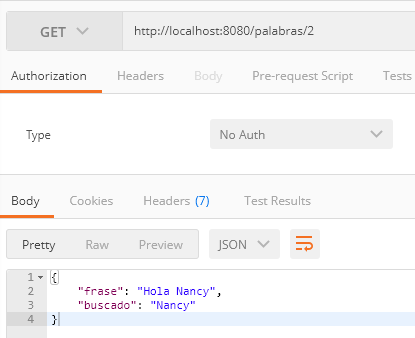 GET http://localhost:8080/palabras/2
Authorization Headers Body Pre-request Script Tests
Type No Auth
Body Cookies Headers (7) Test Results
Pretty Raw Preview JSON
1 {
2 "frase": "Hola Nancy",
3 "buscado": "Nancy"
4 }